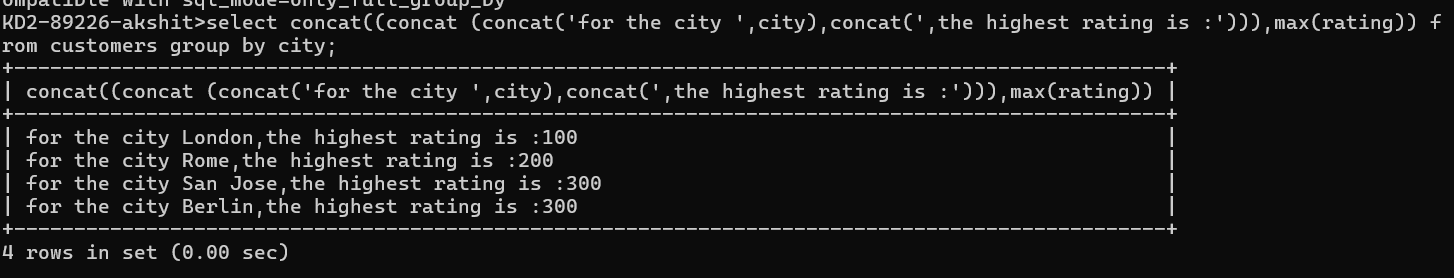 ompatible with sql_mode=only_full_group_by
KD2-89226-akshit>select concat((concat (concat('for the city ',city),concat(',the highest rating is :'))),max(rating)) f
rom customers group by city;
+-----------------------------------------------------------------------------------------------+
| concat((concat (concat('for the city ',city),concat(',the highest rating is :'))),max(rating)) |
+-----------------------------------------------------------------------------------------------+
| for the city London,the highest rating is :100 |
| for the city Rome,the highest rating is :200 |
| for the city San Jose,the highest rating is :300 |
| for the city Berlin,the highest rating is :300 |
+-----------------------------------------------------------------------------------------------+
4 rows in set (0.00 sec)